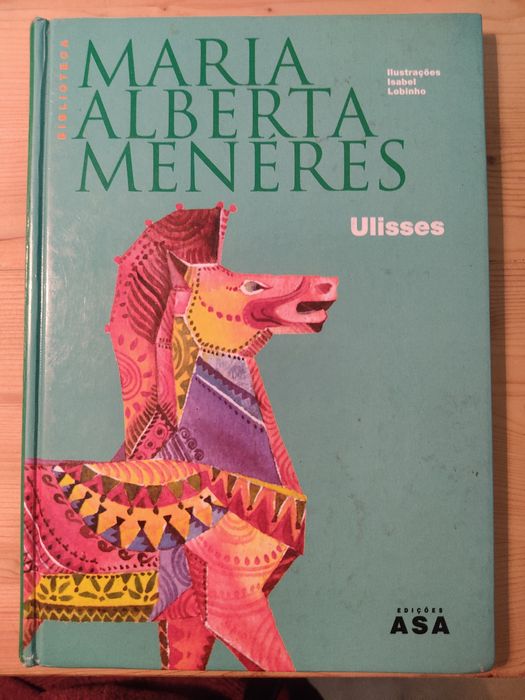 BIBLIOTECA
MARIA
ALBERTA
MENÉRES
Ilustrações
Isabel
Lobinho
Ulisses
EDIÇÕES
ASA